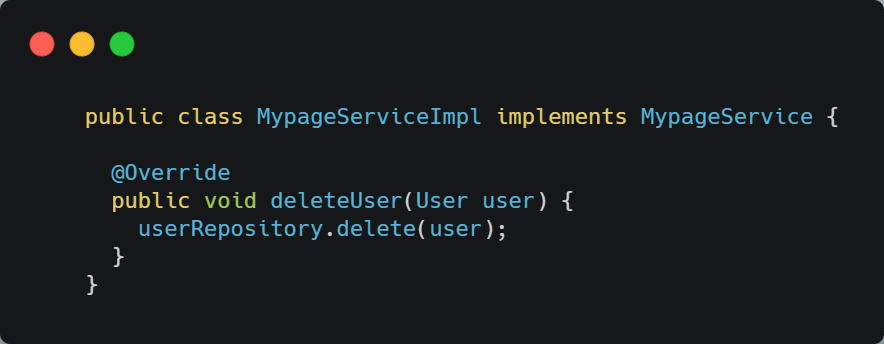 public class MypageServiceImpl implements MypageService {
@Override
public void deleteUser(User user) {
userRepository.delete(user);
}
}